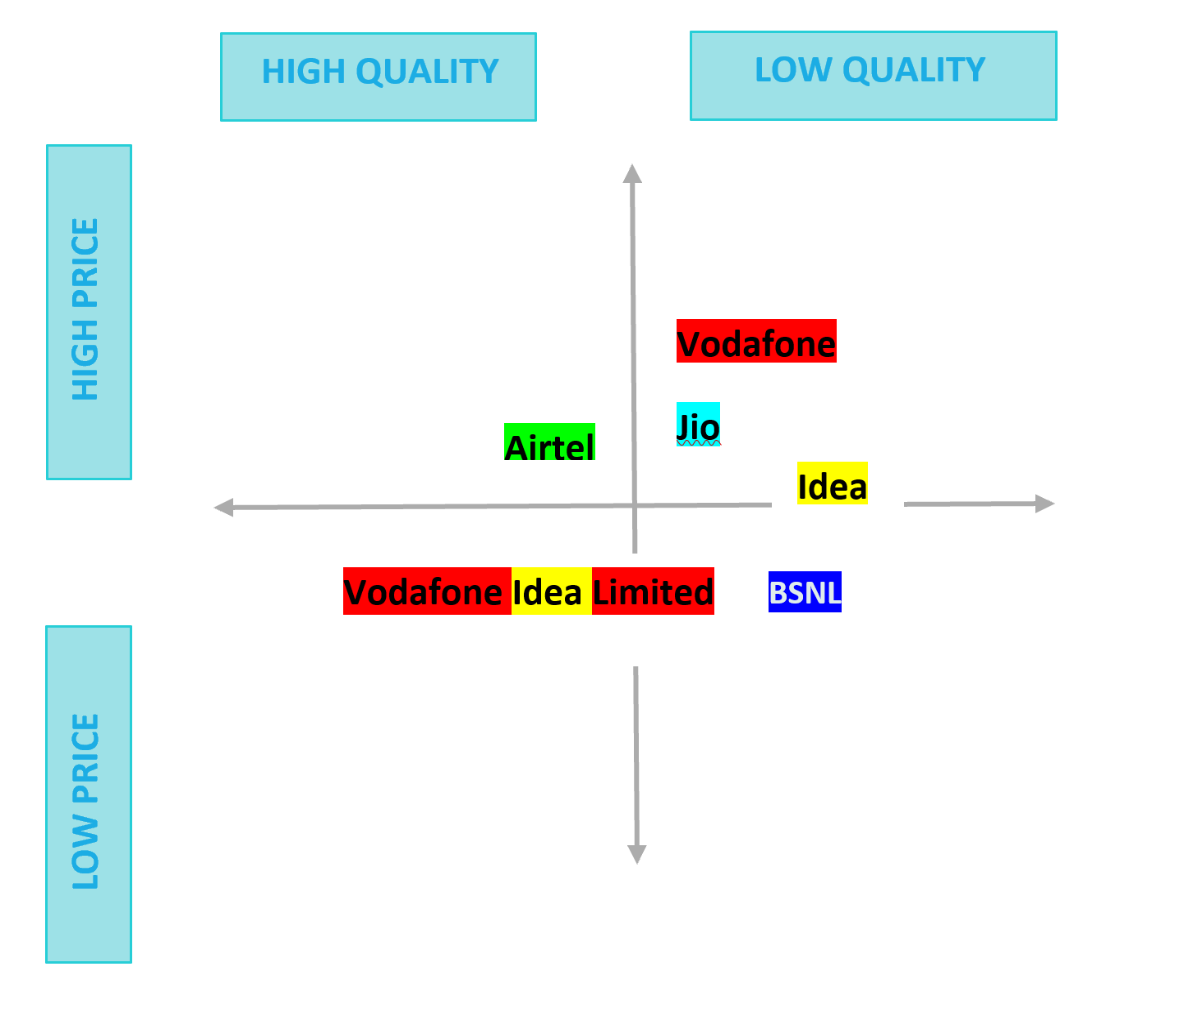 HIGH QUALITY
LOW QUALITY
HIGH PRICE
Vodafone
Jio
Airtel
Idea
Vodafone Idea Limited
BSNL
LOW PRICE